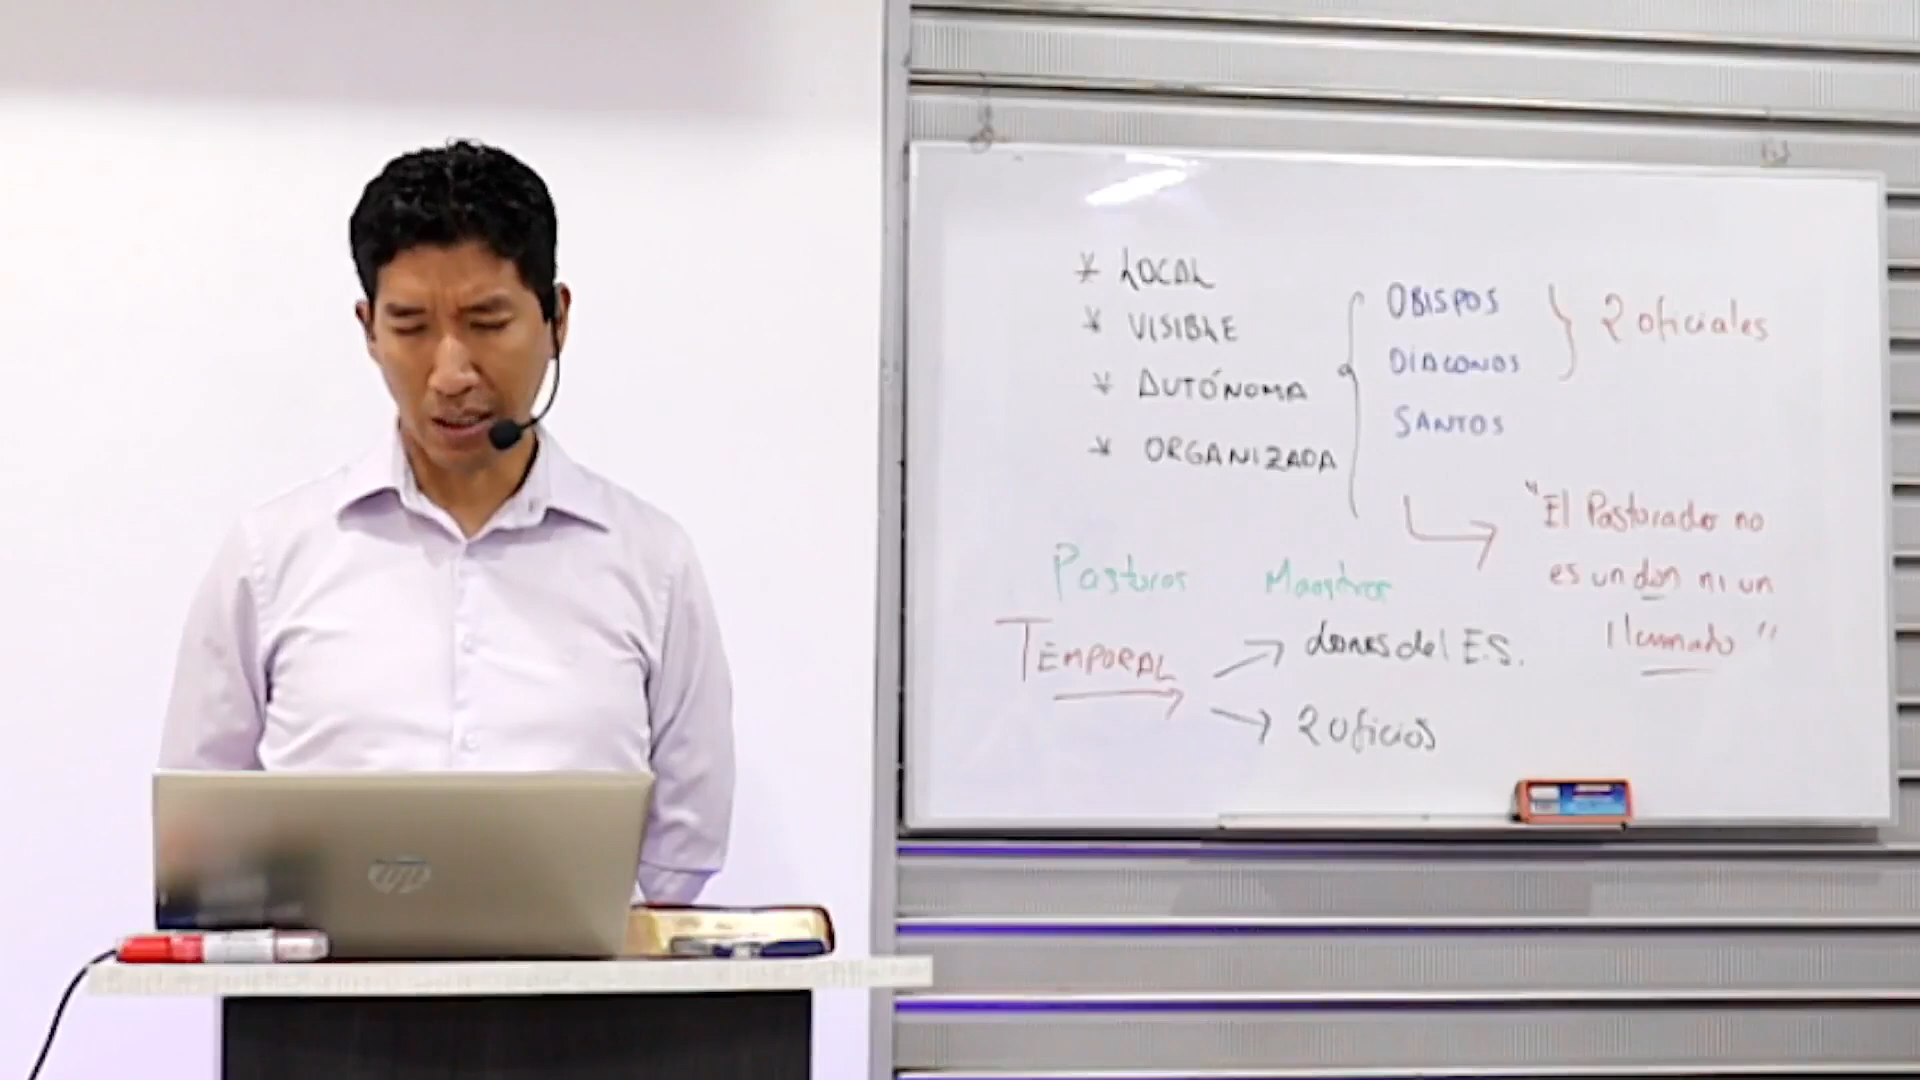 * LOCAL
* VISIBLE
* AUTÓNOMA
* ORGANIZADA
OBISPOS
DIÁCONOS
SANTOS
2 oficiales
"El Pastorado no
es un don ni un
llamado"
Pastores Maestros
TEMPORAL
dones del E.S.
2 oficios
hp